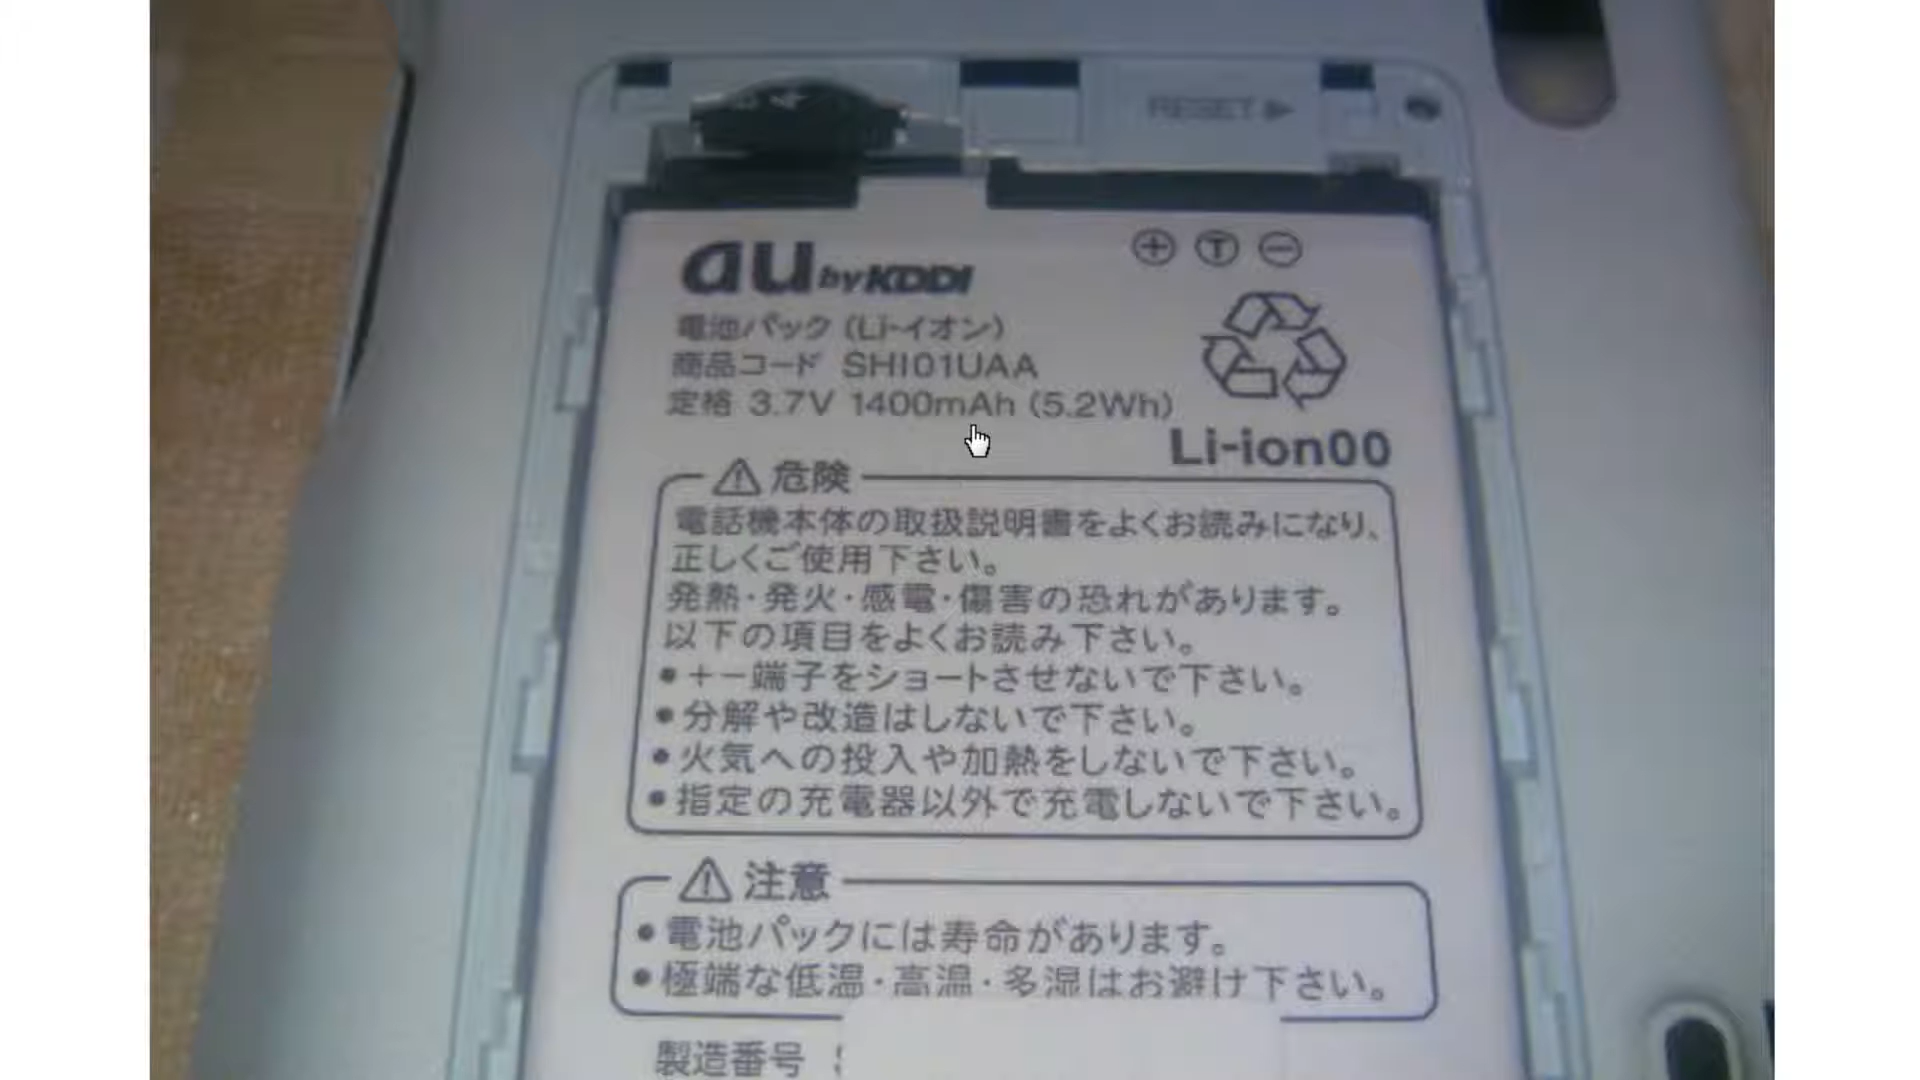 RESET▶
au by KDDI
⊕ Ⓣ ⊖
電池パック (Li-イオン)
商品コード SHI01UAA
定格 3.7V 1400mAh (5.2Wh)
Li-ion00
⚠危険
電話機本体の取扱説明書をよくお読みになり、
正しくご使用下さい。
発熱・発火・感電・傷害の恐れがあります。
以下の項目をよくお読み下さい。
•+−端子をショートさせないで下さい。
•分解や改造はしないで下さい。
•火気への投入や加熱をしないで下さい。
•指定の充電器以外で充電しないで下さい。
⚠注意
•電池パックには寿命があります。
•極端な低温・高温・多湿はお避け下さい。
製造番号